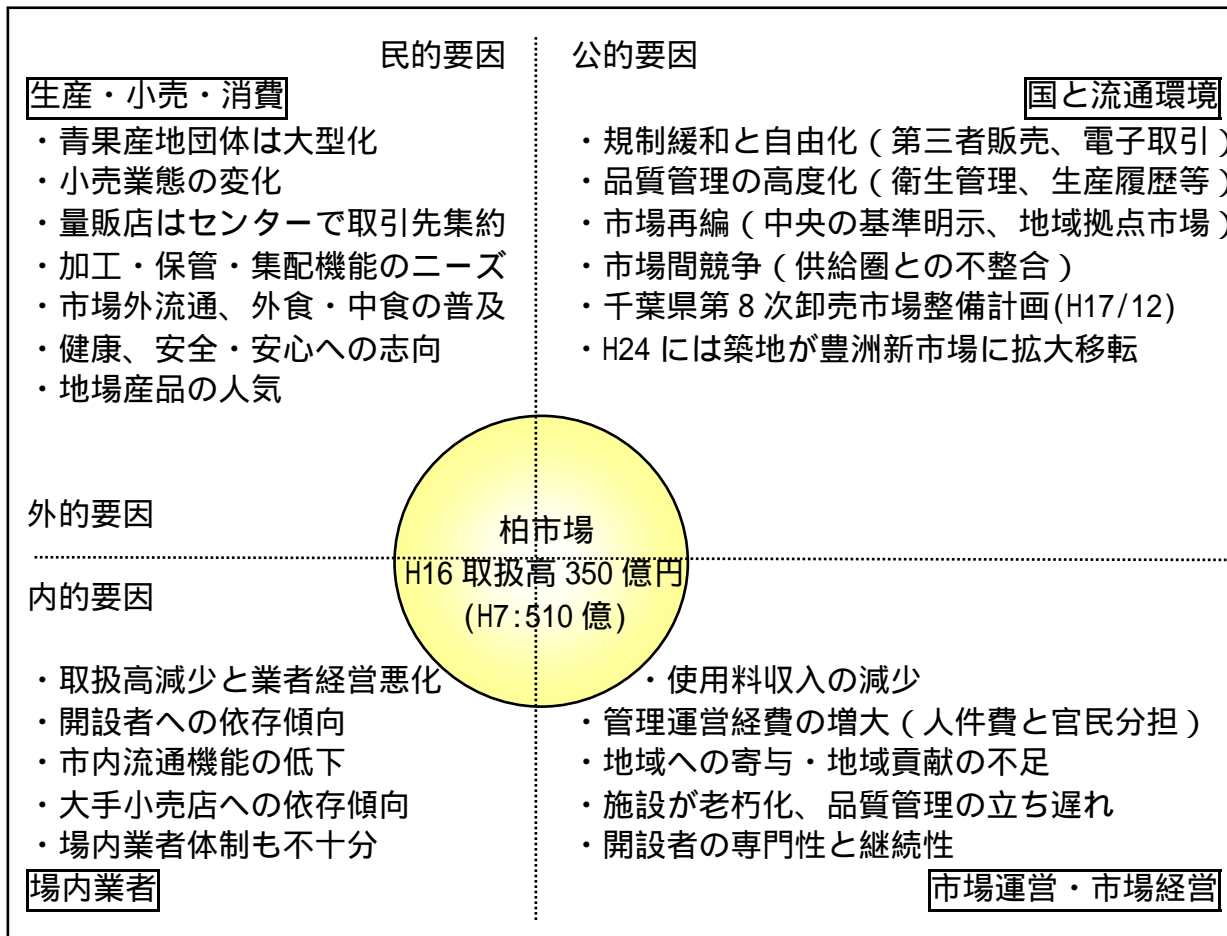 民的要因
生産・小売・消費
・青果産地団体は大型化
・小売業態の変化
・量販店はセンターで取引先集約
・加工・保管・集配機能のニーズ
・市場外流通、外食・中食の普及
・健康、安全・安心への志向
・地場産品の人気
公的要因
国と流通環境
・規制緩和と自由化（第三者販売、電子取引）
・品質管理の高度化（衛生管理、生産履歴等）
・市場再編（中央の基準明示、地域拠点市場）
・市場間競争（供給圏との不整合）
・千葉県第８次卸売市場整備計画(H17/12)
・H24 には築地が豊洲新市場に拡大移転
外的要因
柏市場
H16 取扱高 350 億円
(H7:510 億)
内的要因
・取扱高減少と業者経営悪化
・開設者への依存傾向
・市内流通機能の低下
・大手小売店への依存傾向
・場内業者体制も不十分
場内業者
・使用料収入の減少
・管理運営経費の増大（人件費と官民分担）
・地域への寄与・地域貢献の不足
・施設が老朽化、品質管理の立ち遅れ
・開設者の専門性と継続性
市場運営・市場経営